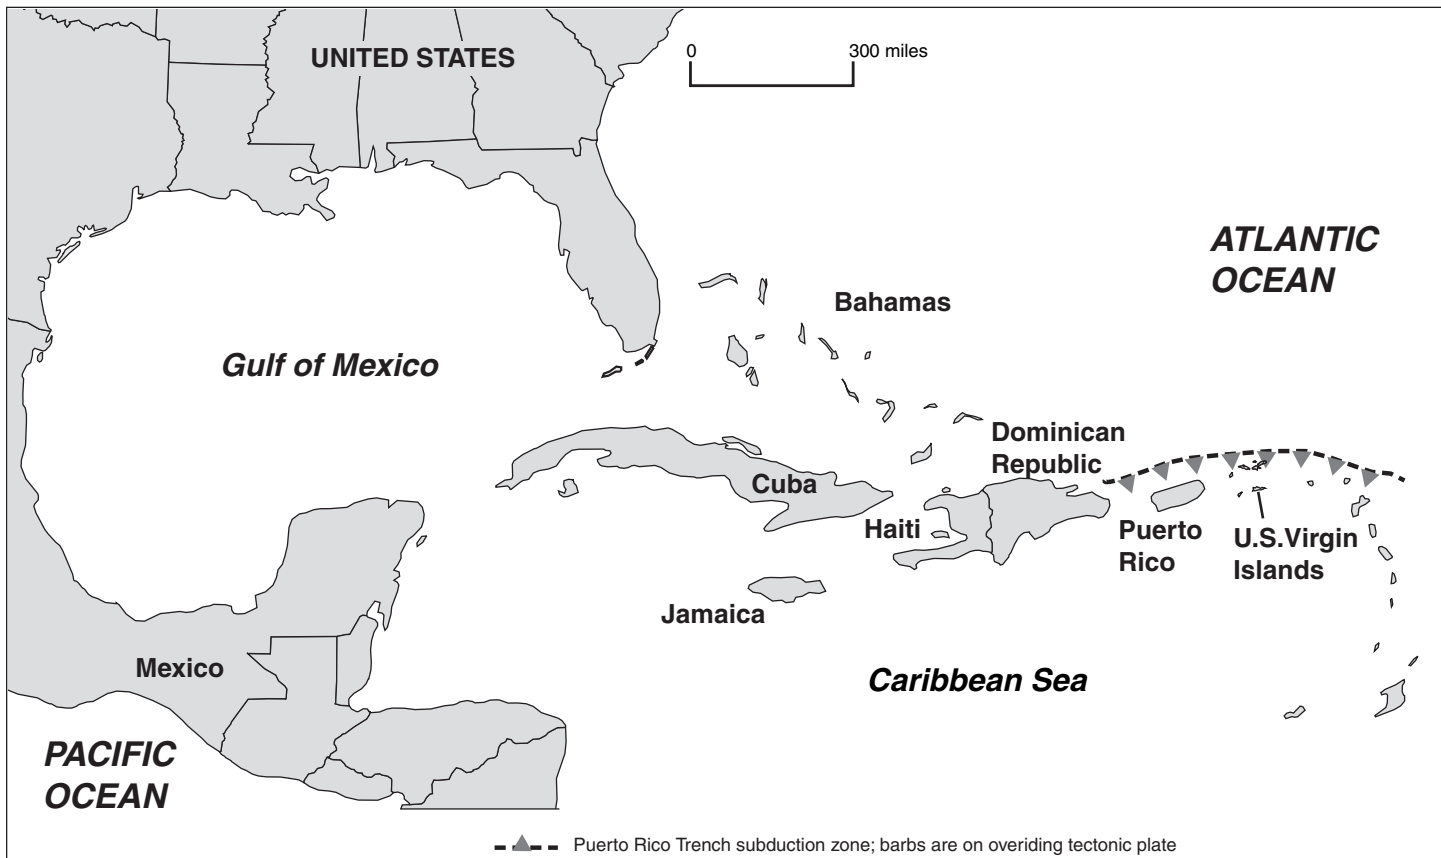 UNITED STATES
0 300 miles
ATLANTIC
OCEAN
Bahamas
Gulf of Mexico
Dominican
Republic
Cuba
Haiti
Puerto
Rico
U.S.Virgin
Islands
Jamaica
Mexico
Caribbean Sea
PACIFIC
OCEAN
Puerto Rico Trench subduction zone; barbs are on overiding tectonic plate